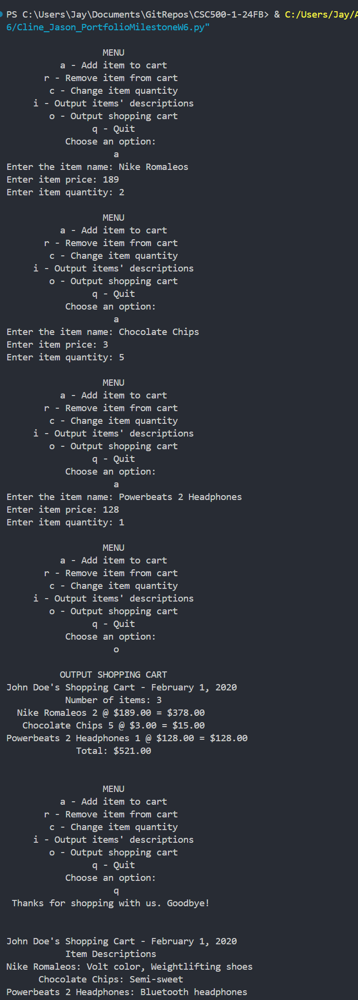 PS C:\Users\Jay\Documents\GitRepos\CSC500-1-24FB> & C:/Users/Jay/A
6/Cline_Jason_PortfolioMilestoneW6.py"
MENU
a - Add item to cart
r - Remove item from cart
c - Change item quantity
i - Output items' descriptions
o - Output shopping cart
q - Quit
Choose an option:
a
Enter the item name: Nike Romaleos
Enter item price: 189
Enter item quantity: 2
MENU
a - Add item to cart
r - Remove item from cart
c - Change item quantity
i - Output items' descriptions
o - Output shopping cart
q - Quit
Choose an option:
a
Enter the item name: Chocolate Chips
Enter item price: 3
Enter item quantity: 5
MENU
a - Add item to cart
r - Remove item from cart
c - Change item quantity
i - Output items' descriptions
o - Output shopping cart
q - Quit
Choose an option:
a
Enter the item name: Powerbeats 2 Headphones
Enter item price: 128
Enter item quantity: 1
MENU
a - Add item to cart
r - Remove item from cart
c - Change item quantity
i - Output items' descriptions
o - Output shopping cart
q - Quit
Choose an option:
o
OUTPUT SHOPPING CART
John Doe's Shopping Cart - February 1, 2020
Number of items: 3
Nike Romaleos 2 @ $189.00 = $378.00
Chocolate Chips 5 @ $3.00 = $15.00
Powerbeats 2 Headphones 1 @ $128.00 = $128.00
Total: $521.00
MENU
a - Add item to cart
r - Remove item from cart
c - Change item quantity
i - Output items' descriptions
o - Output shopping cart
q - Quit
Choose an option:
q
Thanks for shopping with us. Goodbye!
John Doe's Shopping Cart - February 1, 2020
Item Descriptions
Nike Romaleos: Volt color, Weightlifting shoes
Chocolate Chips: Semi-sweet
Powerbeats 2 Headphones: Bluetooth headphones